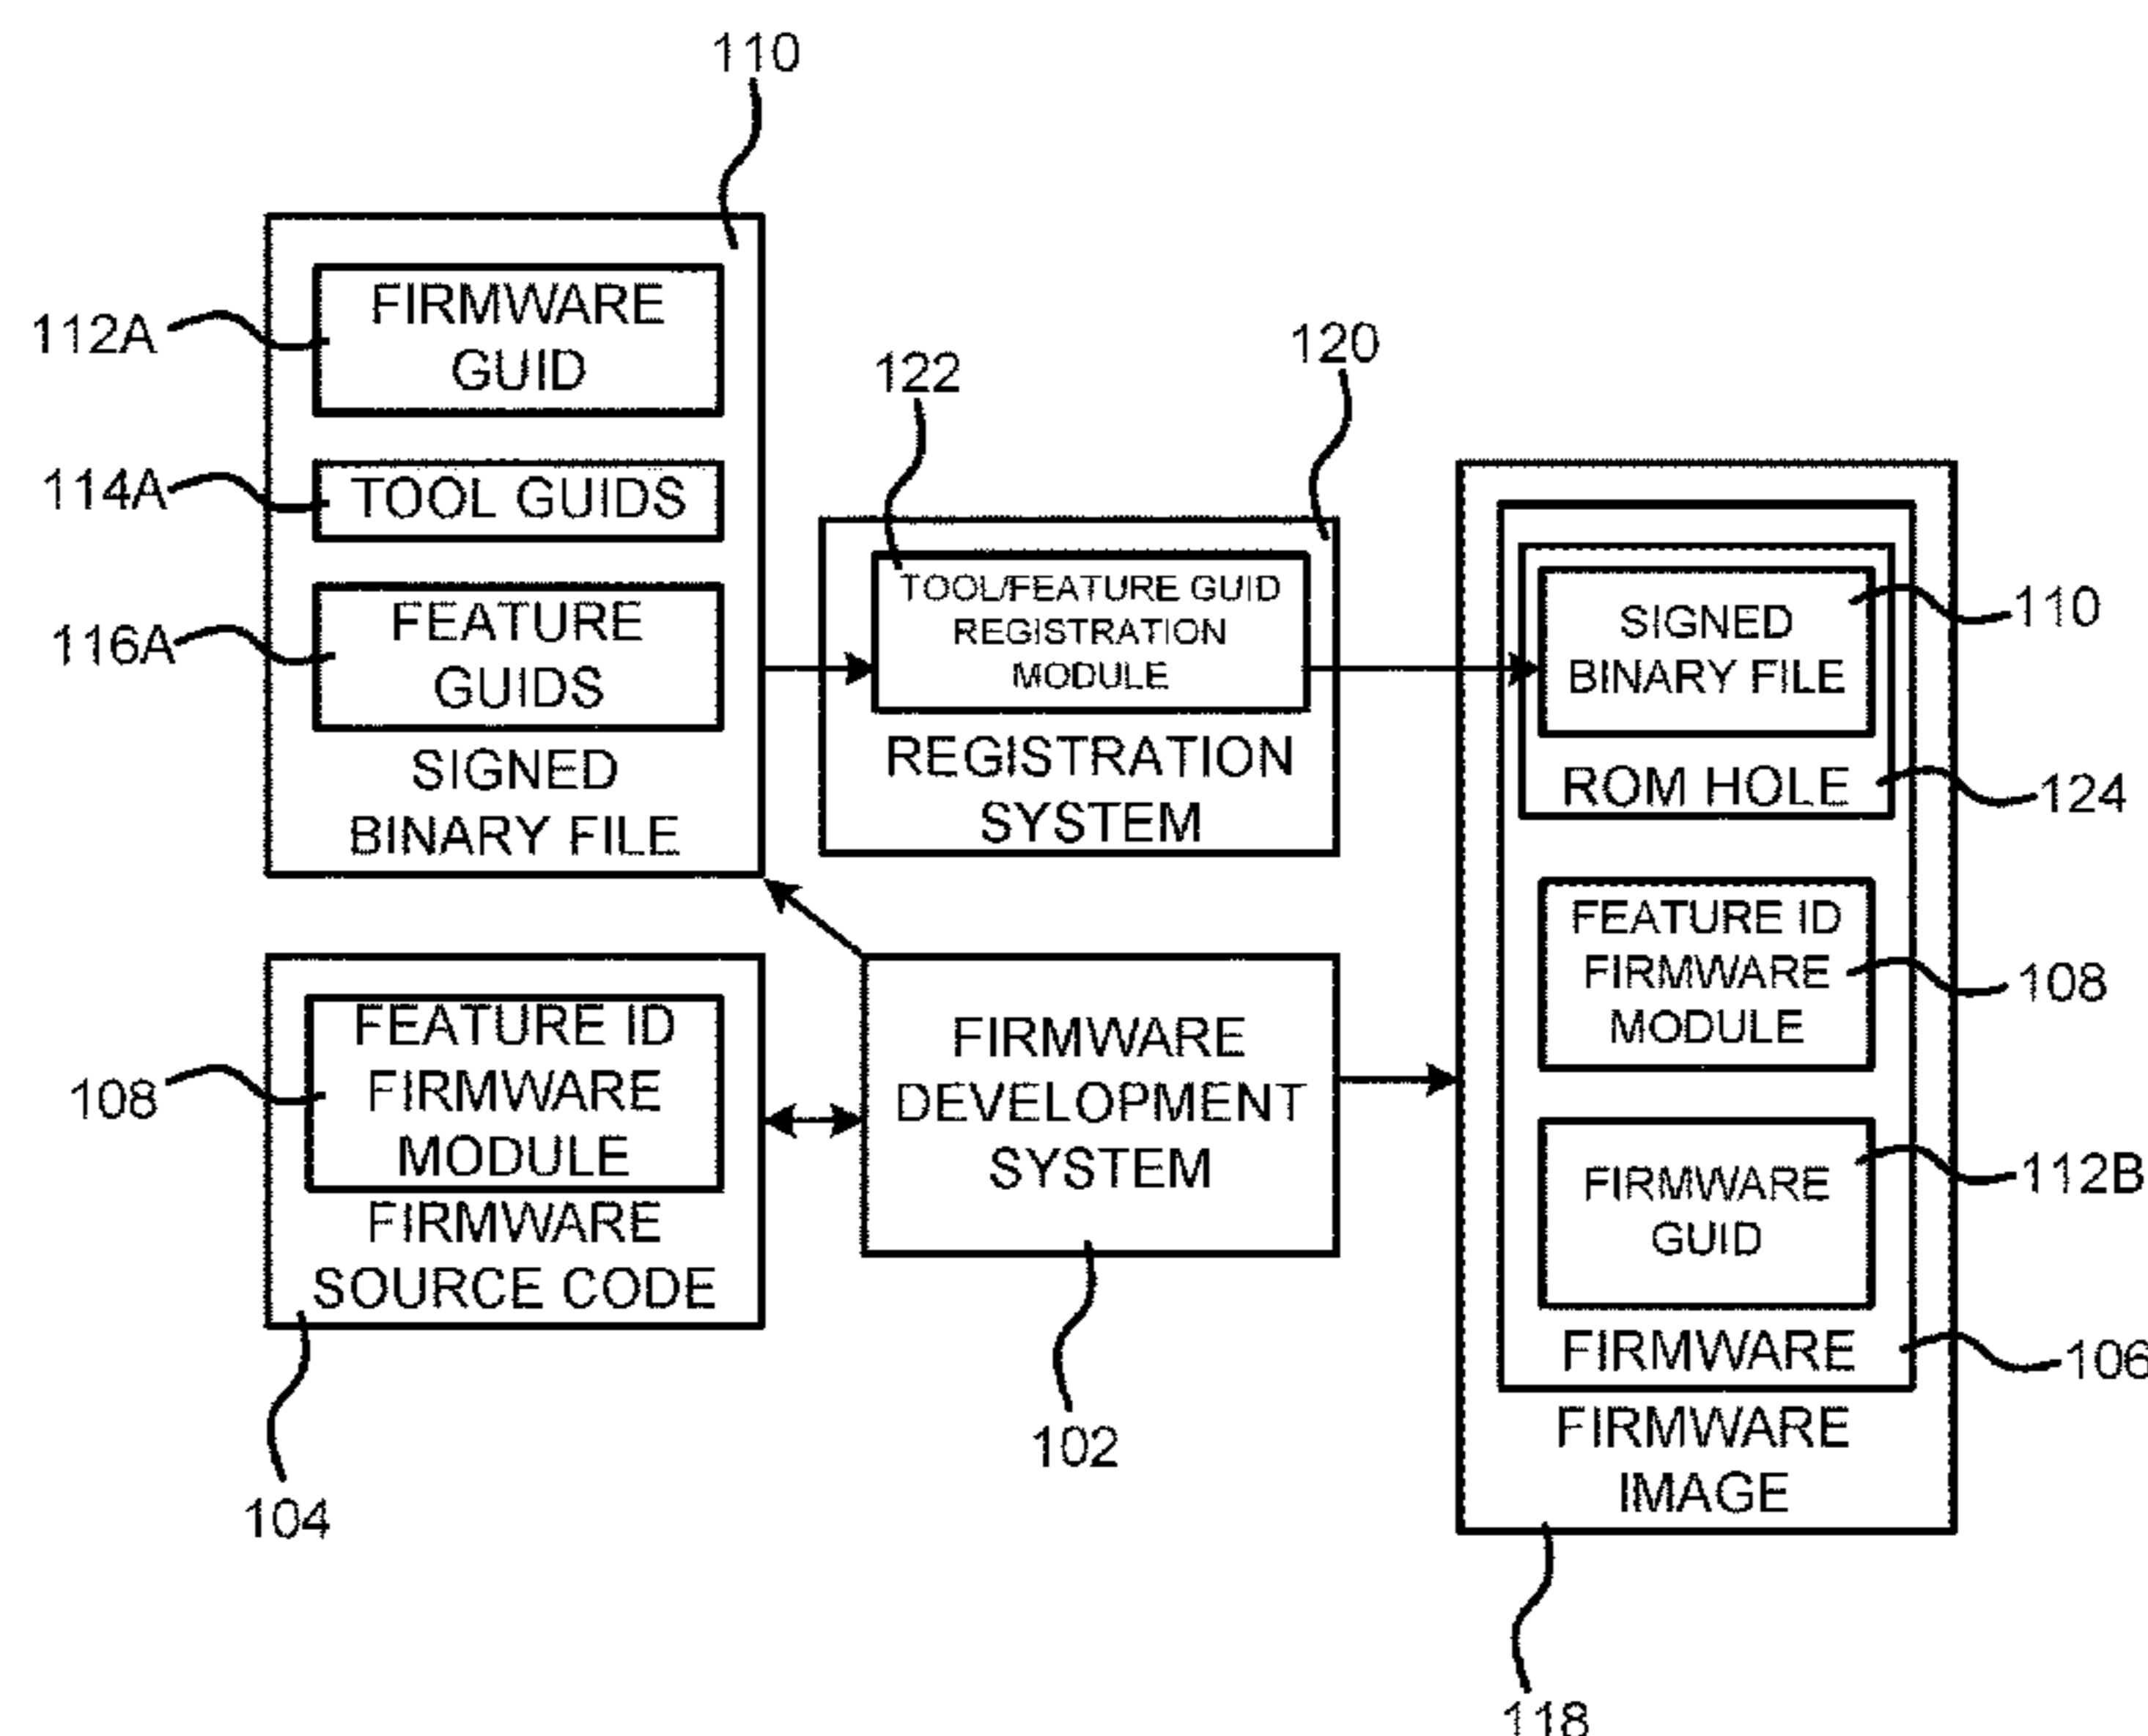 110
112A
FIRMWARE
GUID
114A
TOOL GUIDS
116A
FEATURE
GUIDS
SIGNED
BINARY FILE
122
120
TOOL/FEATURE GUID
REGISTRATION
MODULE
REGISTRATION
SYSTEM
SIGNED
BINARY FILE
110
ROM HOLE
124
FEATURE ID
FIRMWARE
MODULE
108
FIRMWARE
GUID
112B
FIRMWARE
106
FIRMWARE
IMAGE
118
108
FEATURE ID
FIRMWARE
MODULE
FIRMWARE
SOURCE CODE
104
FIRMWARE
DEVELOPMENT
SYSTEM
102